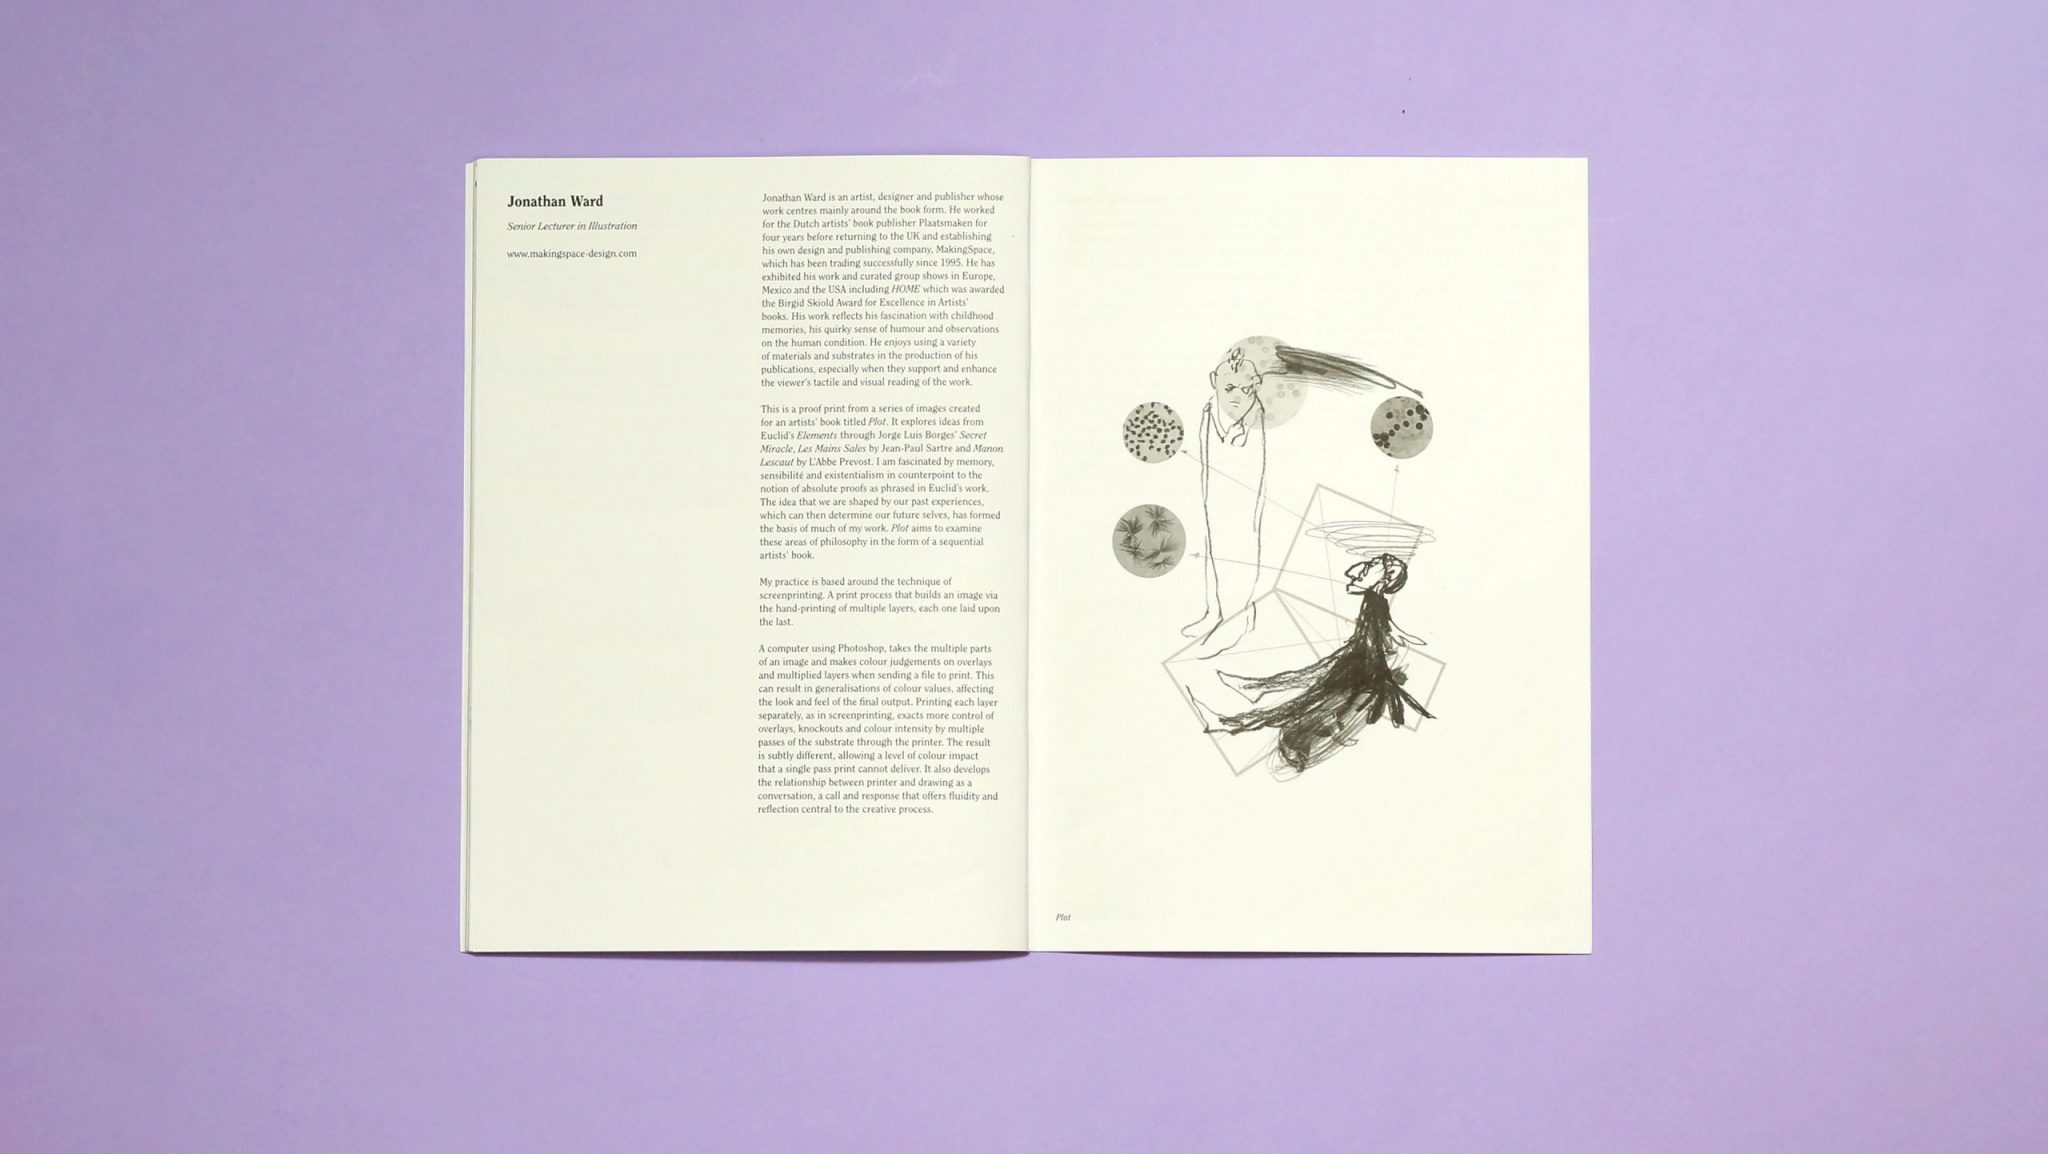 Jonathan Ward
Senior Lecturer in Illustration
www.makingspace-design.com
Jonathan Ward is an artist, designer and publisher whose
work centres mainly around the book form. He worked
for the Dutch artists' book publisher Plaatsmaken for
four years before returning to the UK and establishing
his own design and publishing company, MakingSpace,
which has been trading successfully since 1995. He has
exhibited his work and curated group shows in Europe,
Mexico and the USA including HOME which was awarded
the Birgid Skiold Award for Excellence in Artists'
books. His work reflects his fascination with childhood
memories, his quirky sense of humour and observations
on the human condition. He enjoys using a variety
of materials and substrates in the production of his
publications, especially when they support and enhance
the viewer's tactile and visual reading of the work.
This is a proof print from a series of images created
for an artists' book titled Plot. It explores ideas from
Euclid's Elements through Jorge Luis Borges' Secret
Miracle, Les Mains Sales by Jean-Paul Sartre and Manon
Lescaut by L'Abbe Prevost. I am fascinated by memory,
sensibilité and existentialism in counterpoint to the
notion of absolute proofs as phrased in Euclid's work.
The idea that we are shaped by our past experiences,
which can then determine our future selves, has formed
the basis of much of my work. Plot aims to examine
these areas of philosophy in the form of a sequential
artists' book.
My practice is based around the technique of
screenprinting. A print process that builds an image via
the hand-printing of multiple layers, each one laid upon
the last.
A computer using Photoshop, takes the multiple parts
of an image and makes colour judgements on overlays
and multiplied layers when sending a file to print. This
can result in generalisations of colour values, affecting
the look and feel of the final output. Printing each layer
separately, as in screenprinting, exacts more control of
overlays, knockouts and colour intensity by multiple
passes of the substrate through the printer. The result
is subtly different, allowing a level of colour impact
that a single pass print cannot deliver. It also develops
the relationship between printer and drawing as a
conversation, a call and response that offers fluidity and
reflection central to the creative process.
Plot